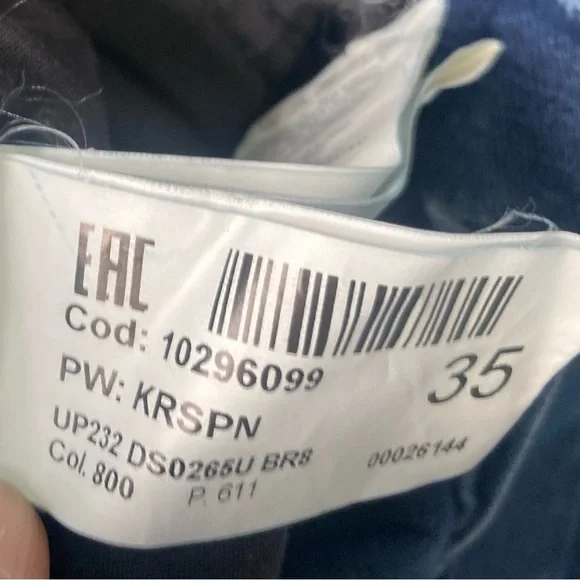 EAC
Cod: 10296099
35
PW: KRSPN
UP232 DS0265U BR8 00026144
Col. 800 P. 611